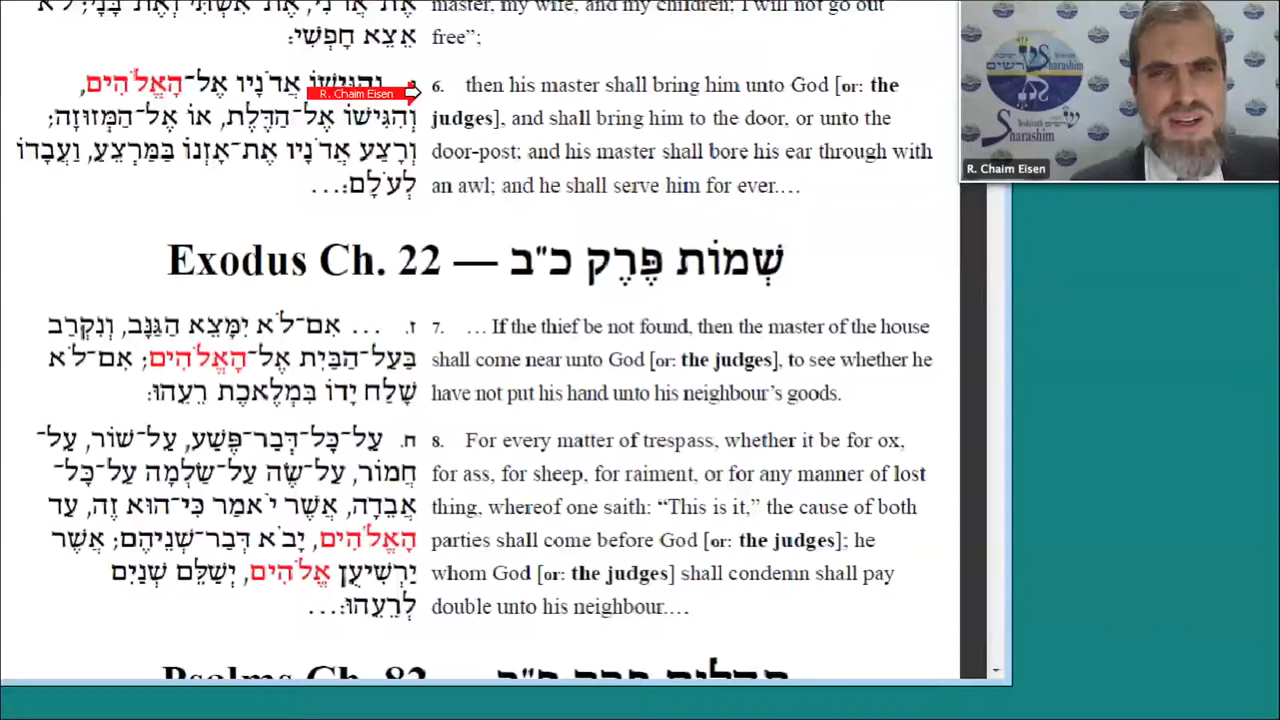 אֶת־אֲדֹנִי, אֶת־אִשְׁתִּי וְאֶת־בָּנָי; לֹא
אֵצֵא חָפְשִׁי:
master, my wife, and my children; I will not go out
free”;
וְהִגִּישׁוֹ אֲדֹנָיו אֶל־הָאֱלֹהִים,
וְהִגִּישׁוֹ אֶל־הַדֶּלֶת, אוֹ אֶל־הַמְּזוּזָה;
וְרָצַע אֲדֹנָיו אֶת־אָזְנוֹ בַּמַּרְצֵעַ, וַעֲבָדוֹ
לְעֹלָם:...
R. Chaim Eisen
6. then his master shall bring him unto God [or: the
judges], and shall bring him to the door, or unto the
door-post; and his master shall bore his ear through with
an awl; and he shall serve him for ever.…
Exodus Ch. 22 — שְׁמוֹת פֶּרֶק כ"ב
ז. ... אִם־לֹא יִמָּצֵא הַגַּנָּב, וְנִקְרַב
בַּעַל־הַבַּיִת אֶל־הָאֱלֹהִים; אִם־לֹא
שָׁלַח יָדוֹ בִּמְלֶאכֶת רֵעֵהוּ:
7. … If the thief be not found, then the master of the house
shall come near unto God [or: the judges], to see whether he
have not put his hand unto his neighbour’s goods.
ח. עַל־כָּל־דְּבַר־פֶּשַׁע, עַל־שׁוֹר, עַל־
חֲמוֹר, עַל־שֶׂה עַל־שַׂלְמָה עַל־כָּל־
אֲבֵדָה, אֲשֶׁר יֹאמַר כִּי־הוּא זֶה, עַד
הָאֱלֹהִים, יָבֹא דְּבַר־שְׁנֵיהֶם; אֲשֶׁר
יַרְשִׁיעֻן אֱלֹהִים, יְשַׁלֵּם שְׁנַיִם
לְרֵעֵהוּ:...
8. For every matter of trespass, whether it be for ox,
for ass, for sheep, for raiment, or for any manner of lost
thing, whereof one saith: “This is it,” the cause of both
parties shall come before God [or: the judges]; he
whom God [or: the judges] shall condemn shall pay
double unto his neighbour.…
Psalms Ch. 82 — תהלים פרק פ"ב
Sharashim
שרשים
Yeshivath ישיבת
Sharashim
R. Chaim Eisen